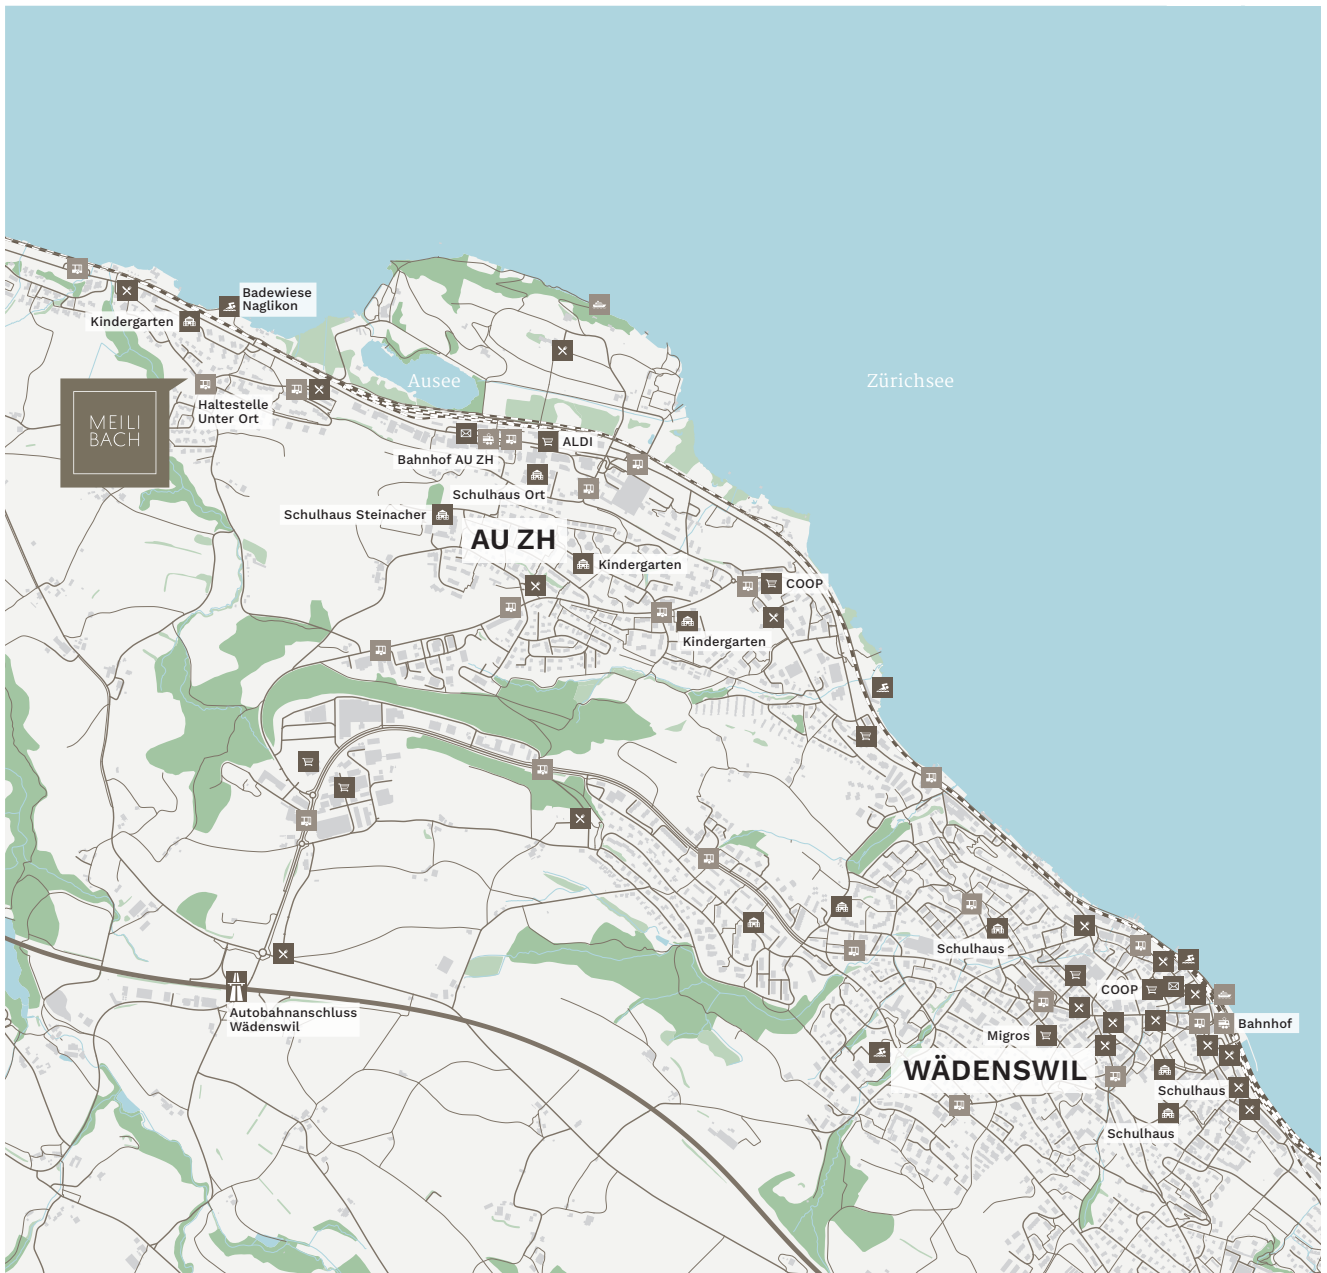 Badewiese
Naglikon
Kindergarten
Ausee
Zürichsee
MEILI
BACH
Haltestelle
Unter Ort
ALDI
Bahnhof AU ZH
Schulhaus Ort
Schulhaus Steinacher
AU ZH
Kindergarten
COOP
Kindergarten
Schulhaus
COOP
Autobahnanschluss
Wädenswil
Bahnhof
Migros
WÄDENSWIL
Schulhaus
Schulhaus